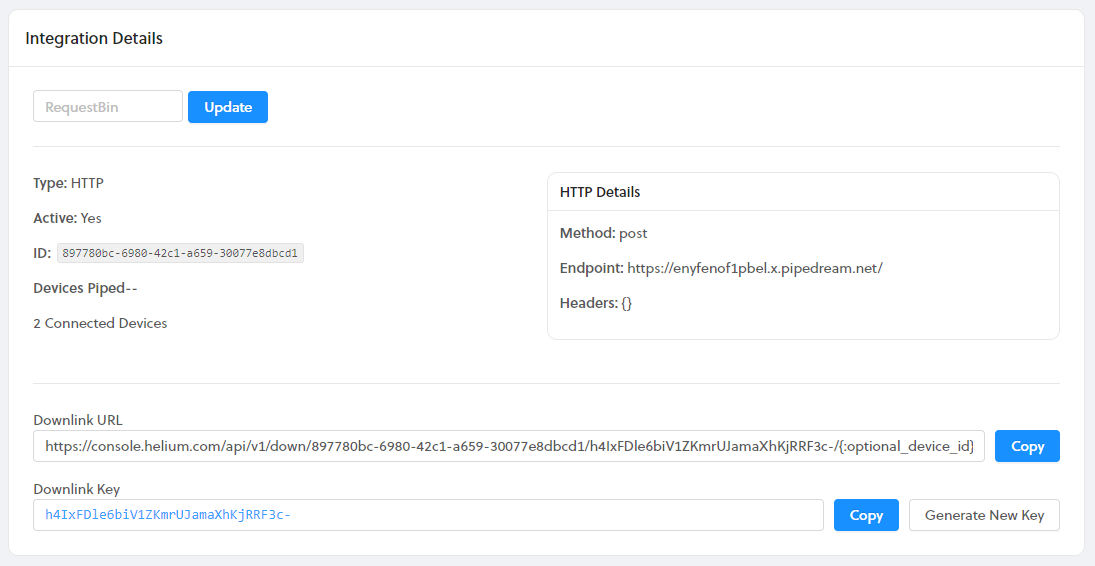 Integration Details
RequestBin
Update
Type: HTTP
Active: Yes
ID: 897780bc-6980-42c1-a659-30077e8dbcd1
Devices Piped--
2 Connected Devices
HTTP Details
Method: post
Endpoint: https://enyfenof1pbel.x.pipedream.net/
Headers: {}
Downlink URL
https://console.helium.com/api/v1/down/897780bc-6980-42c1-a659-30077e8dbcd1/h4IxFDle6biV1ZKmrUJamaXhKjRRF3c-/{:optional_device_id}
Copy
Downlink Key
h4IxFDle6biV1ZKmrUJamaXhKjRRF3c-
Copy
Generate New Key